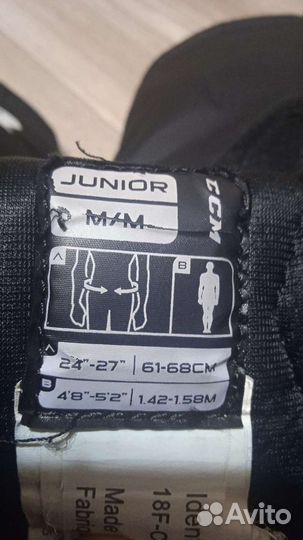 JUNIOR
CCM
M/M
A
B
A
24"-27" 61-68CM
B
4'8"-5'2" 1.42-1.58M
Iden
18F-C
Made
Fabri
Avito